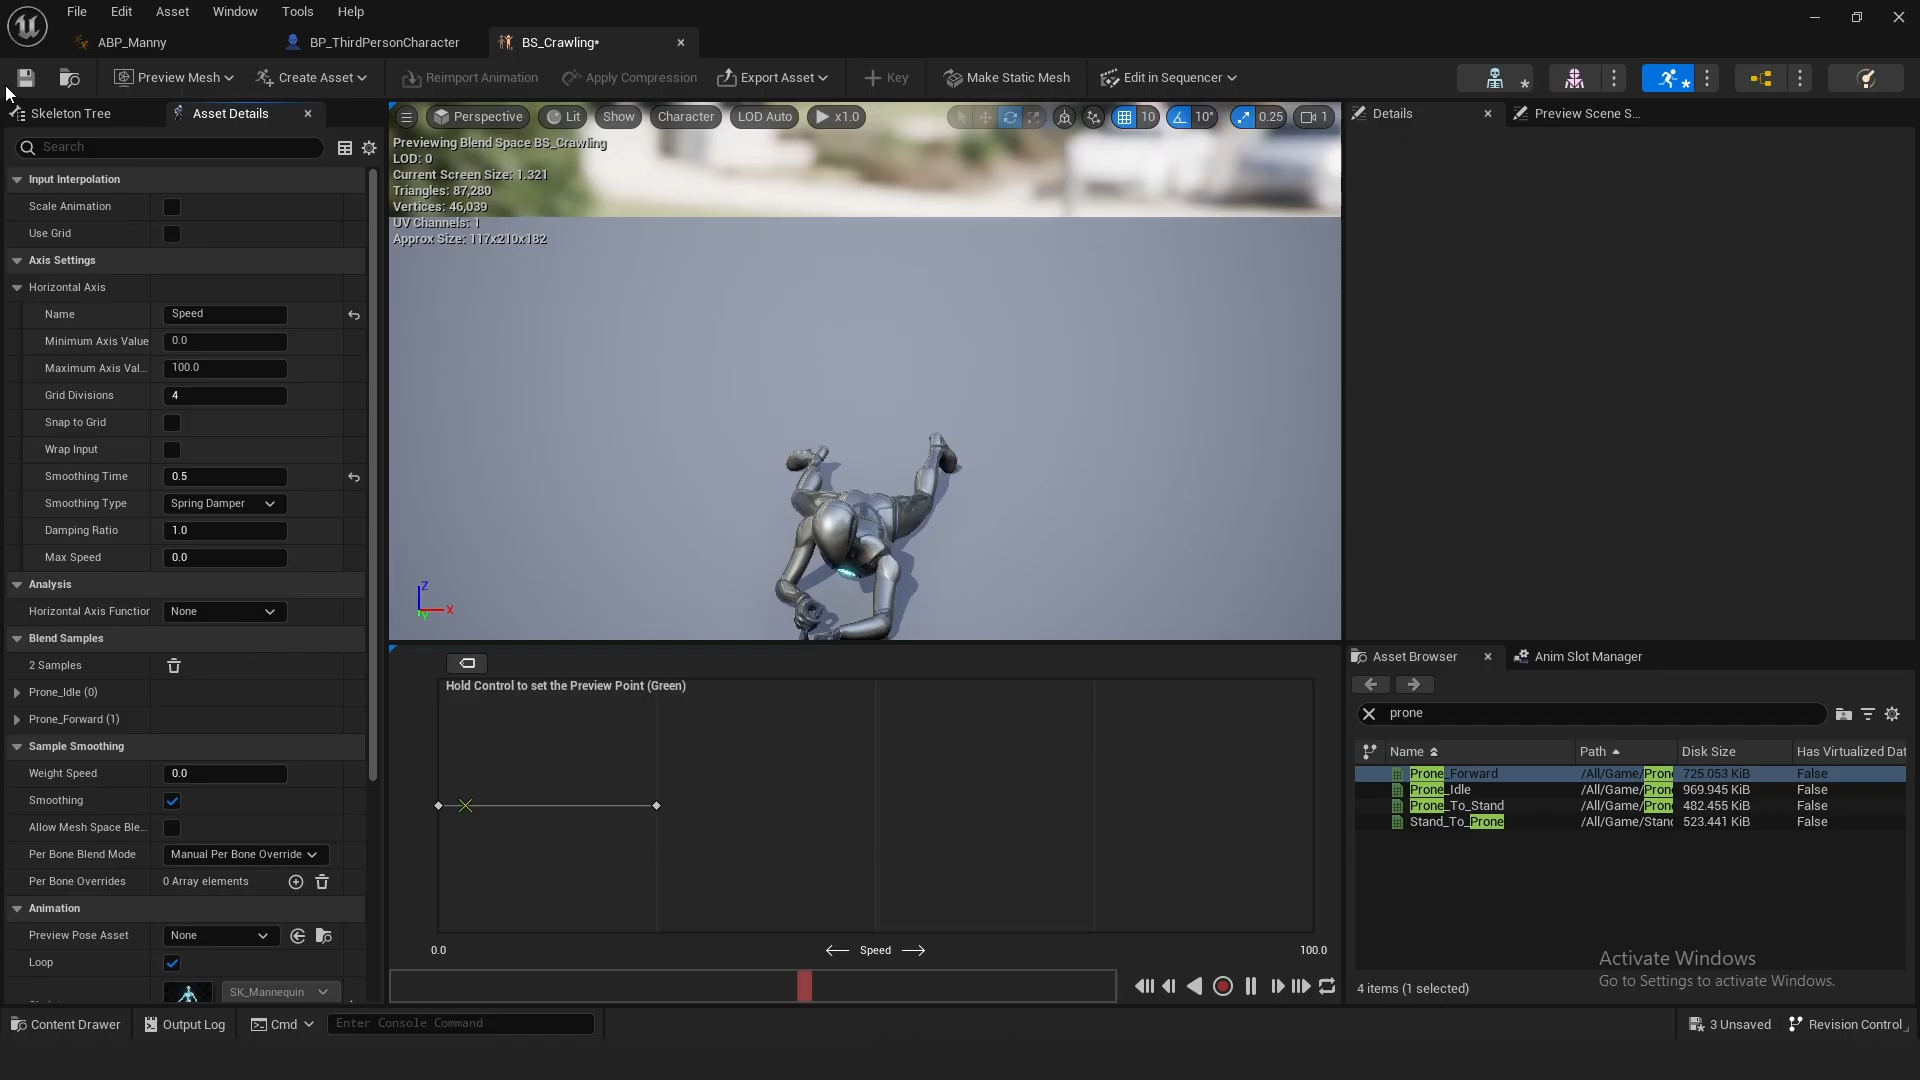 File Edit Asset Window Tools Help
ABP_Manny BP_ThirdPersonCharacter BS_Crawling*
Preview Mesh Create Asset Reimport Animation Apply Compression Export Asset Key Make Static Mesh Edit in Sequencer
Skeleton Tree Asset Details
Search
Input Interpolation
Scale Animation
Use Grid
Axis Settings
Horizontal Axis
Name Speed
Minimum Axis Value 0.0
Maximum Axis Val... 100.0
Grid Divisions 4
Snap to Grid
Wrap Input
Smoothing Time 0.5
Smoothing Type Spring Damper
Damping Ratio 1.0
Max Speed 0.0
Analysis
Horizontal Axis Function None
Blend Samples
2 Samples
Prone_Idle (0)
Prone_Forward (1)
Sample Smoothing
Weight Speed 0.0
Smoothing
Allow Mesh Space Ble...
Per Bone Blend Mode Manual Per Bone Override
Per Bone Overrides 0 Array elements
Animation
Preview Pose Asset None
Loop
SK_Mannequin
Perspective Lit Show Character LOD Auto x1.0 10 10° 0.25 1
Previewing Blend Space BS_Crawling
LOD: 0
Current Screen Size: 1.321
Triangles: 87,280
Vertices: 46,039
UV Channels: 1
Approx Size: 117x210x182
Z
X
Y
Hold Control to set the Preview Point (Green)
0.0 Speed 100.0
Details Preview Scene S...
Asset Browser Anim Slot Manager
prone
Name Path Disk Size Has Virtualized Dat
Prone_Forward /All/Game/Prone 725.053 KiB False
Prone_Idle /All/Game/Prone 969.945 KiB False
Prone_To_Stand /All/Game/Prone 482.455 KiB False
Stand_To_Prone /All/Game/Stanc 523.441 KiB False
Activate Windows
Go to Settings to activate Windows.
4 items (1 selected)
Content Drawer Output Log Cmd Enter Console Command 3 Unsaved Revision Control